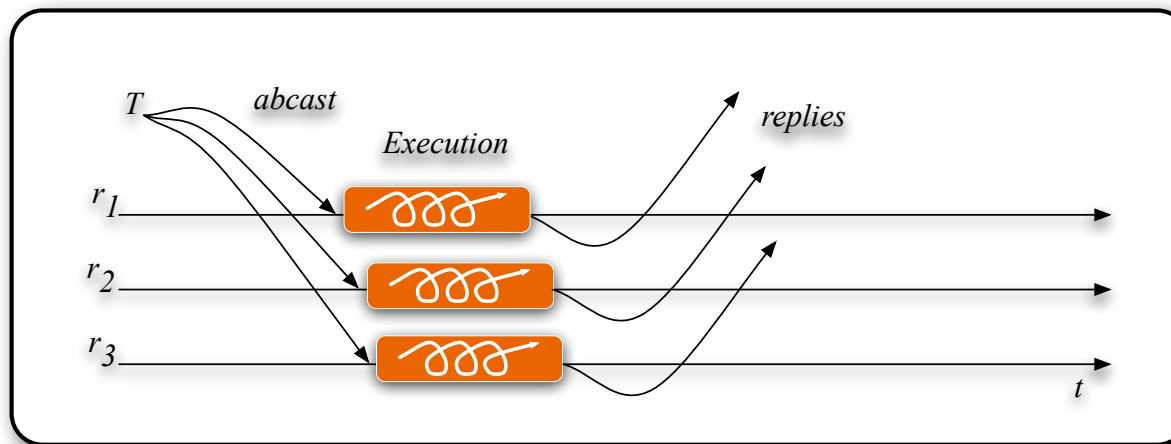 T
abcast
replies
Execution
r1
r2
r3
t